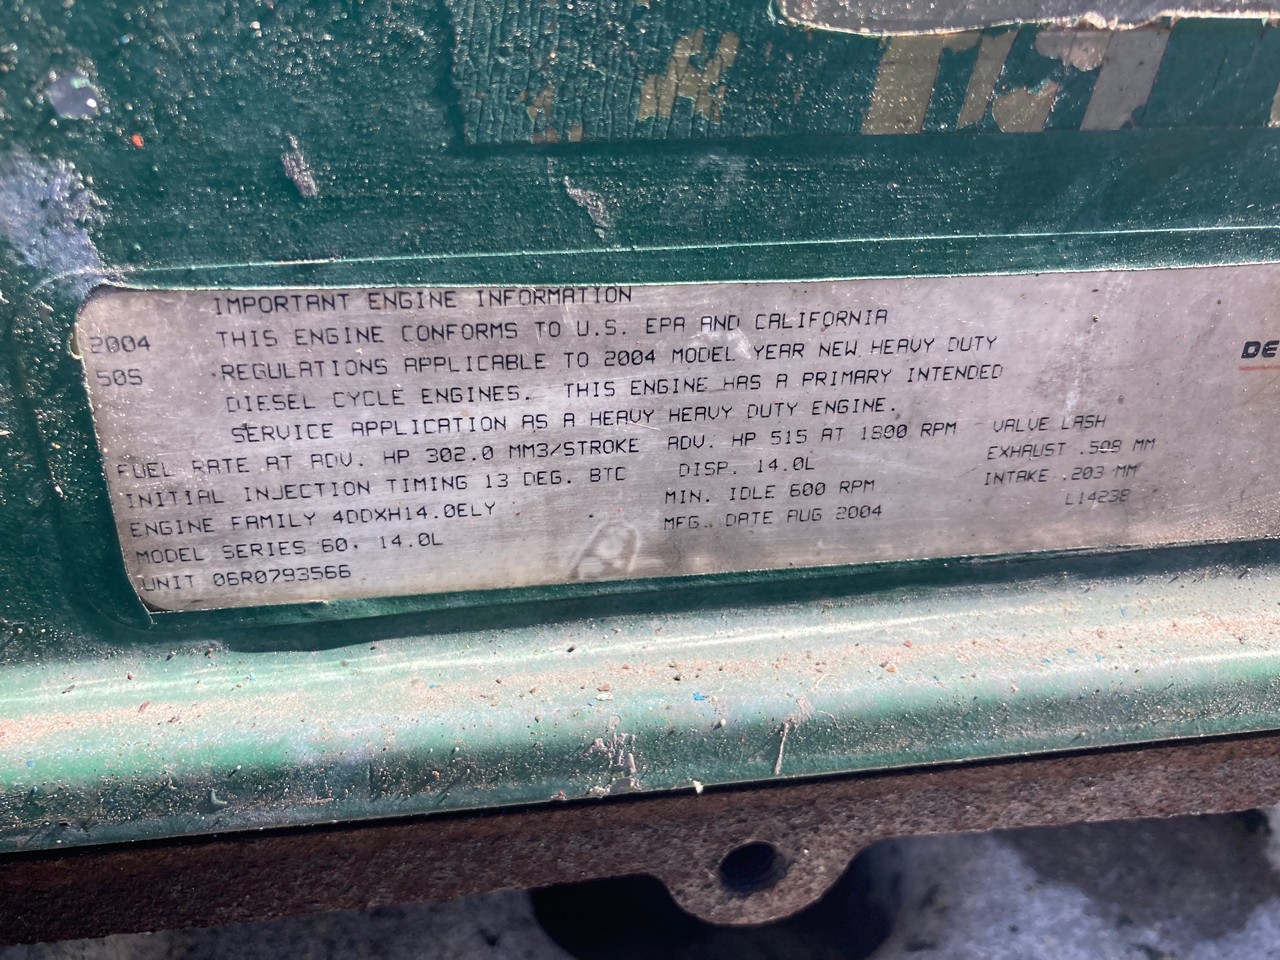 IMPORTANT ENGINE INFORMATION
2004 THIS ENGINE CONFORMS TO U.S. EPA AND CALIFORNIA
50S REGULATIONS APPLICABLE TO 2004 MODEL YEAR NEW HEAVY DUTY
DIESEL CYCLE ENGINES. THIS ENGINE HAS A PRIMARY INTENDED
SERVICE APPLICATION AS A HEAVY HEAVY DUTY ENGINE.
FUEL RATE AT ADV. HP 302.0 MM3/STROKE ADV. HP 515 AT 1800 RPM VALVE LASH
INITIAL INJECTION TIMING 13 DEG. BTC DISP. 14.0L EXHAUST .508 MM
ENGINE FAMILY 4DDXH14.0ELY MIN. IDLE 600 RPM INTAKE .203 MM
MODEL SERIES 60, 14.0L MFG. DATE AUG 2004 L14238
UNIT 06R0793566
DE